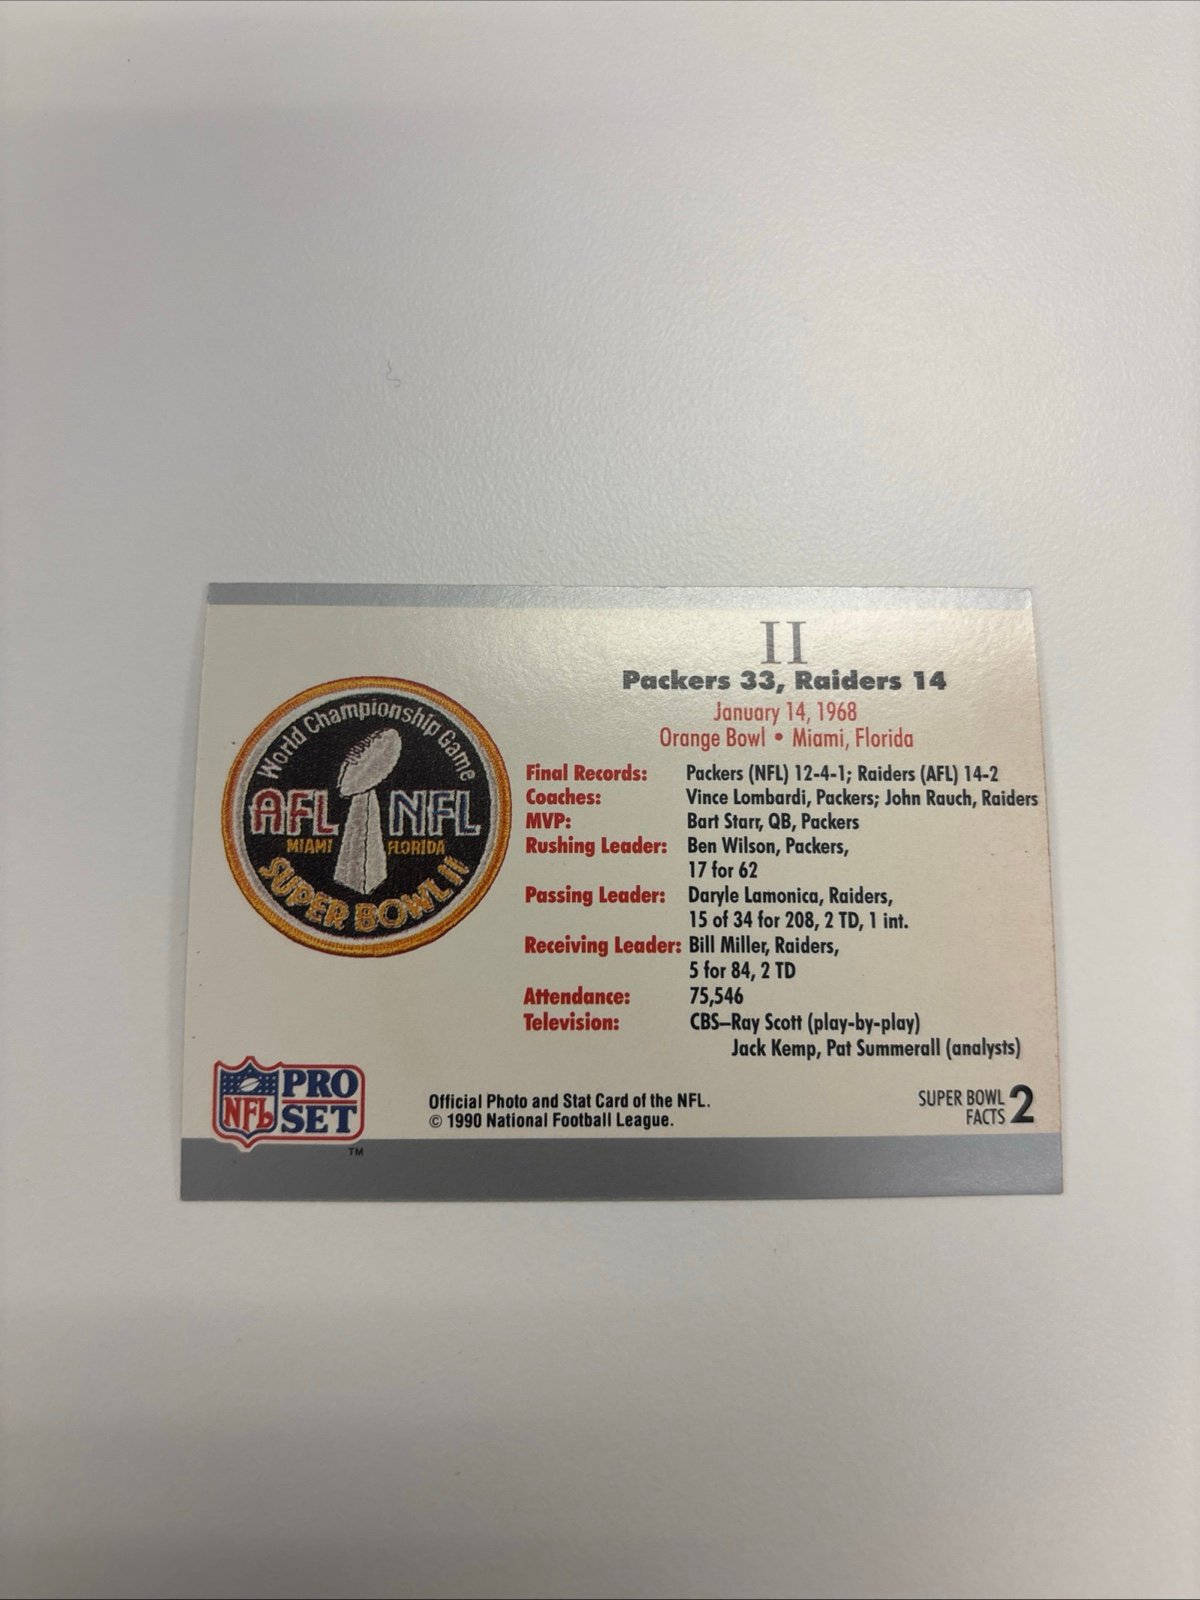 World Championship Game
AFL NFL
MIAMI FLORIDA
SUPER BOWL II
II
Packers 33, Raiders 14
January 14, 1968
Orange Bowl • Miami, Florida
Final Records: Packers (NFL) 12-4-1; Raiders (AFL) 14-2
Coaches: Vince Lombardi, Packers; John Rauch, Raiders
MVP: Bart Starr, QB, Packers
Rushing Leader: Ben Wilson, Packers,
17 for 62
Passing Leader: Daryle Lamonica, Raiders,
15 of 34 for 208, 2 TD, 1 int.
Receiving Leader: Bill Miller, Raiders,
5 for 84, 2 TD
Attendance: 75,546
Television: CBS–Ray Scott (play-by-play)
Jack Kemp, Pat Summerall (analysts)
NFL PRO
SET
TM
Official Photo and Stat Card of the NFL.
© 1990 National Football League.
SUPER BOWL
FACTS 2